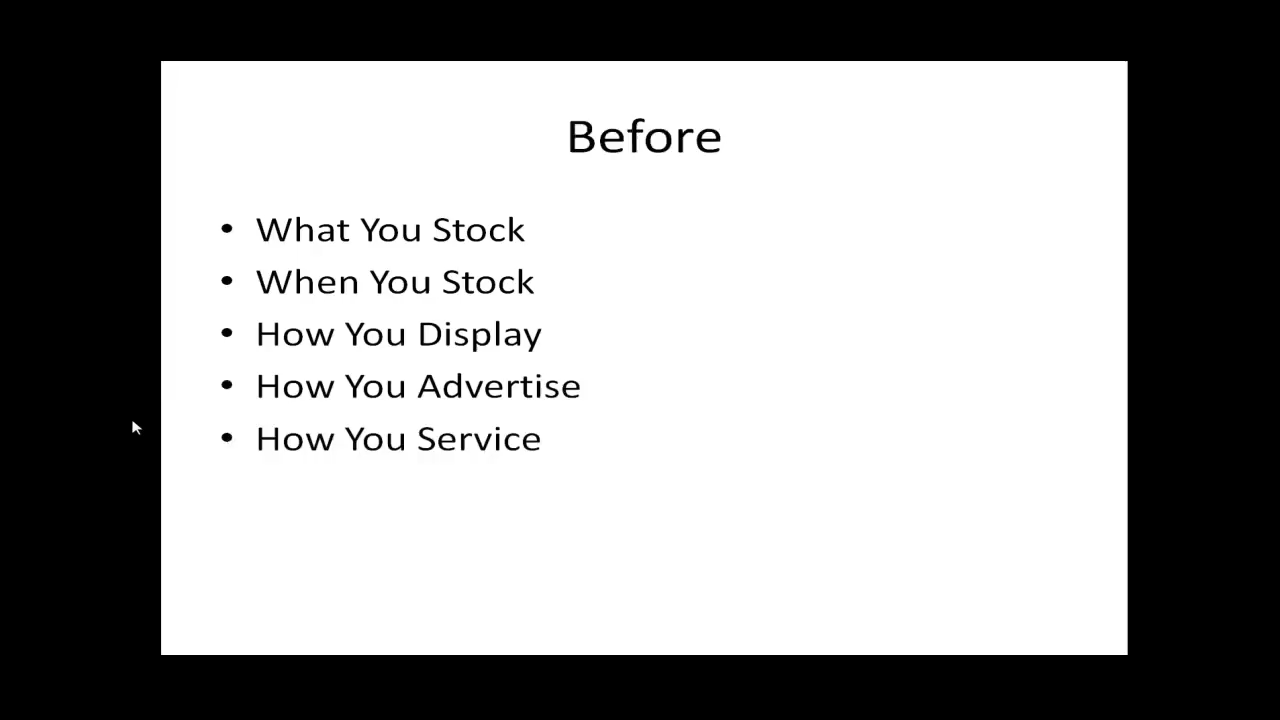 Before
• What You Stock
• When You Stock
• How You Display
• How You Advertise
• How You Service